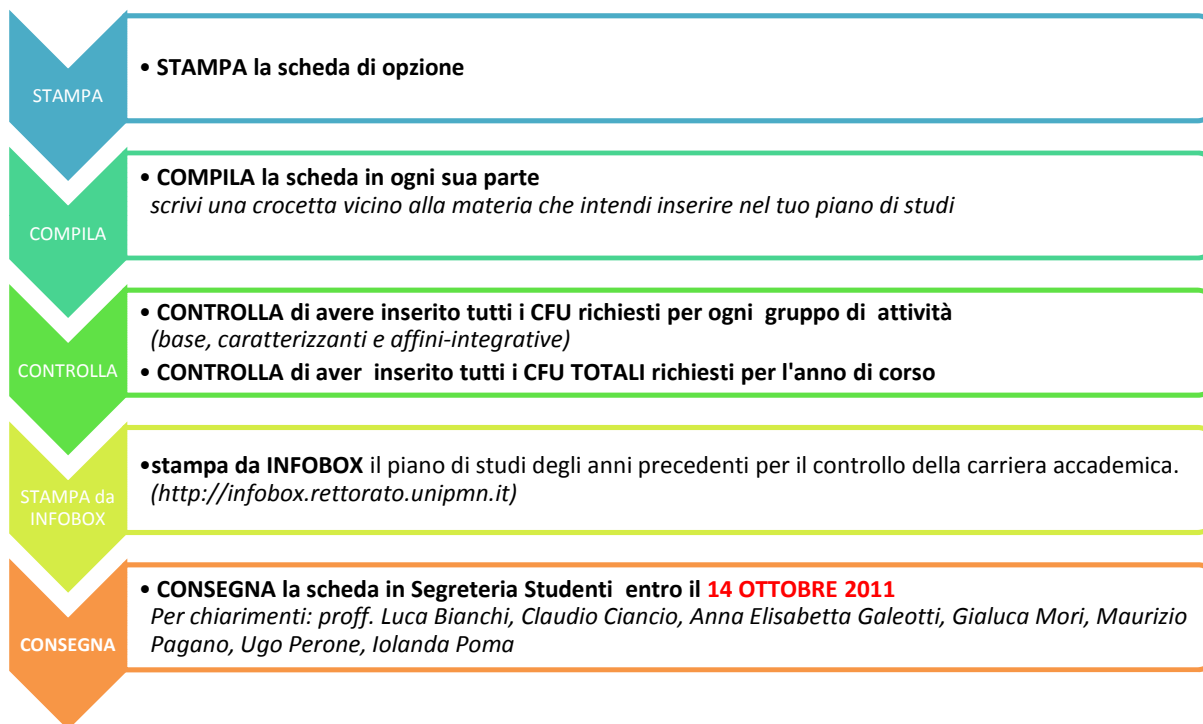 STAMPA
• STAMPA la scheda di opzione
COMPILA
• COMPILA la scheda in ogni sua parte
scrivi una crocetta vicino alla materia che intendi inserire nel tuo piano di studi
CONTROLLA
• CONTROLLA di avere inserito tutti i CFU richiesti per ogni gruppo di attività
(base, caratterizzanti e affini-integrative)
• CONTROLLA di aver inserito tutti i CFU TOTALI richiesti per l'anno di corso
STAMPA da
INFOBOX
•stampa da INFOBOX il piano di studi degli anni precedenti per il controllo della carriera accademica.
(http://infobox.rettorato.unipmn.it)
CONSEGNA
• CONSEGNA la scheda in Segreteria Studenti entro il 14 OTTOBRE 2011
Per chiarimenti: proff. Luca Bianchi, Claudio Ciancio, Anna Elisabetta Galeotti, Gialuca Mori, Maurizio
Pagano, Ugo Perone, Iolanda Poma